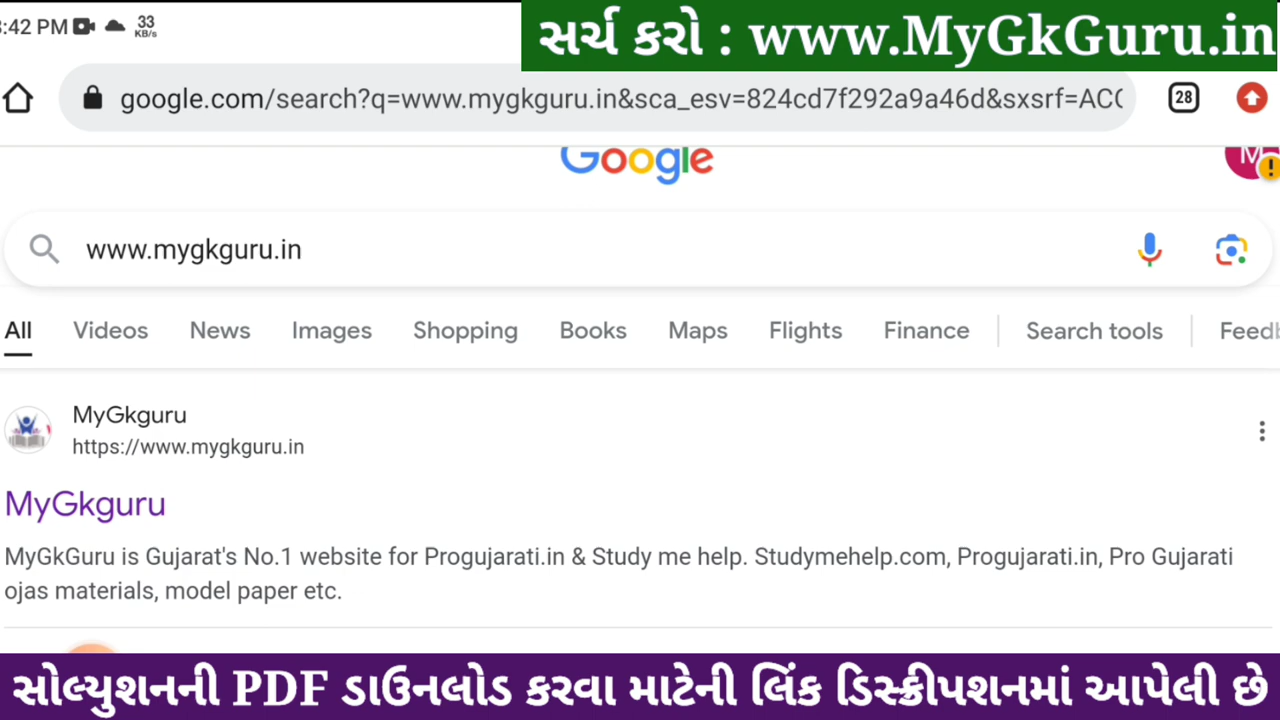 :42 PM 33 KB/s
સર્ચ કરો : www.MyGkGuru.in
google.com/search?q=www.mygkguru.in&sca_esv=824cd7f292a9a46d&sxsrf=AC
28
Google
M !
www.mygkguru.in
All Videos News Images Shopping Books Maps Flights Finance Search tools Feedb
MyGkguru
https://www.mygkguru.in
MyGkguru
MyGkGuru is Gujarat's No.1 website for Progujarati.in & Study me help. Studymehelp.com, Progujarati.in, Pro Gujarati
ojas materials, model paper etc.
સોલ્યુશનની PDF ડાઉનલોડ કરવા માટેની લિંક ડિસ્ક્રીપશનમાં આપેલી છે